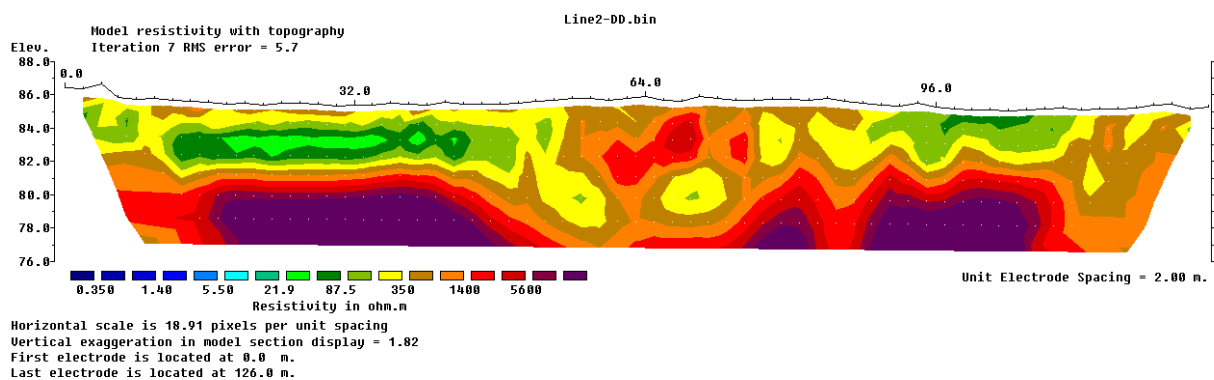 Line2-DD.bin
Model resistivity with topography
Elev. Iteration 7 RMS error = 5.7
88.0
0.0
86.0
32.0
64.0
96.0
84.0
82.0
80.0
78.0
76.0
0.350 1.40 5.50 21.9 87.5 350 1400 5600
Resistivity in ohm.m
Unit Electrode Spacing = 2.00 m.
Horizontal scale is 18.91 pixels per unit spacing
Vertical exaggeration in model section display = 1.82
First electrode is located at 0.0 m.
Last electrode is located at 126.0 m.